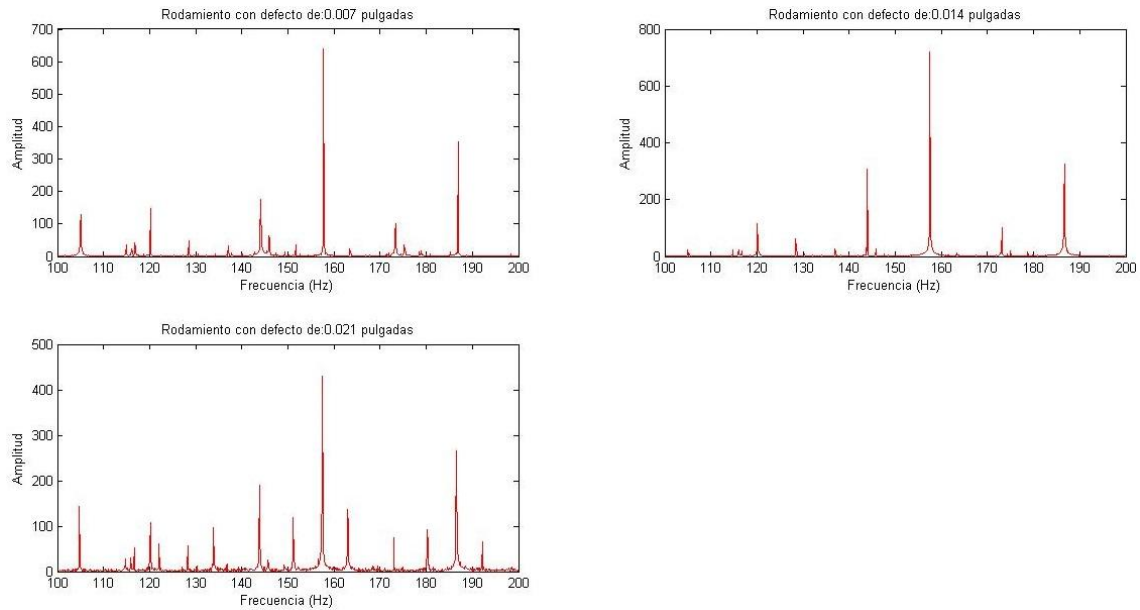 Rodamiento con defecto de:0.007 pulgadas
700
600
500
400
300
200
100
0
Amplitud
100 110 120 130 140 150 160 170 180 190 200
Frecuencia (Hz)
Rodamiento con defecto de:0.014 pulgadas
800
600
400
200
0
Amplitud
100 110 120 130 140 150 160 170 180 190 200
Frecuencia (Hz)
Rodamiento con defecto de:0.021 pulgadas
500
400
300
200
100
0
Amplitud
100 110 120 130 140 150 160 170 180 190 200
Frecuencia (Hz)